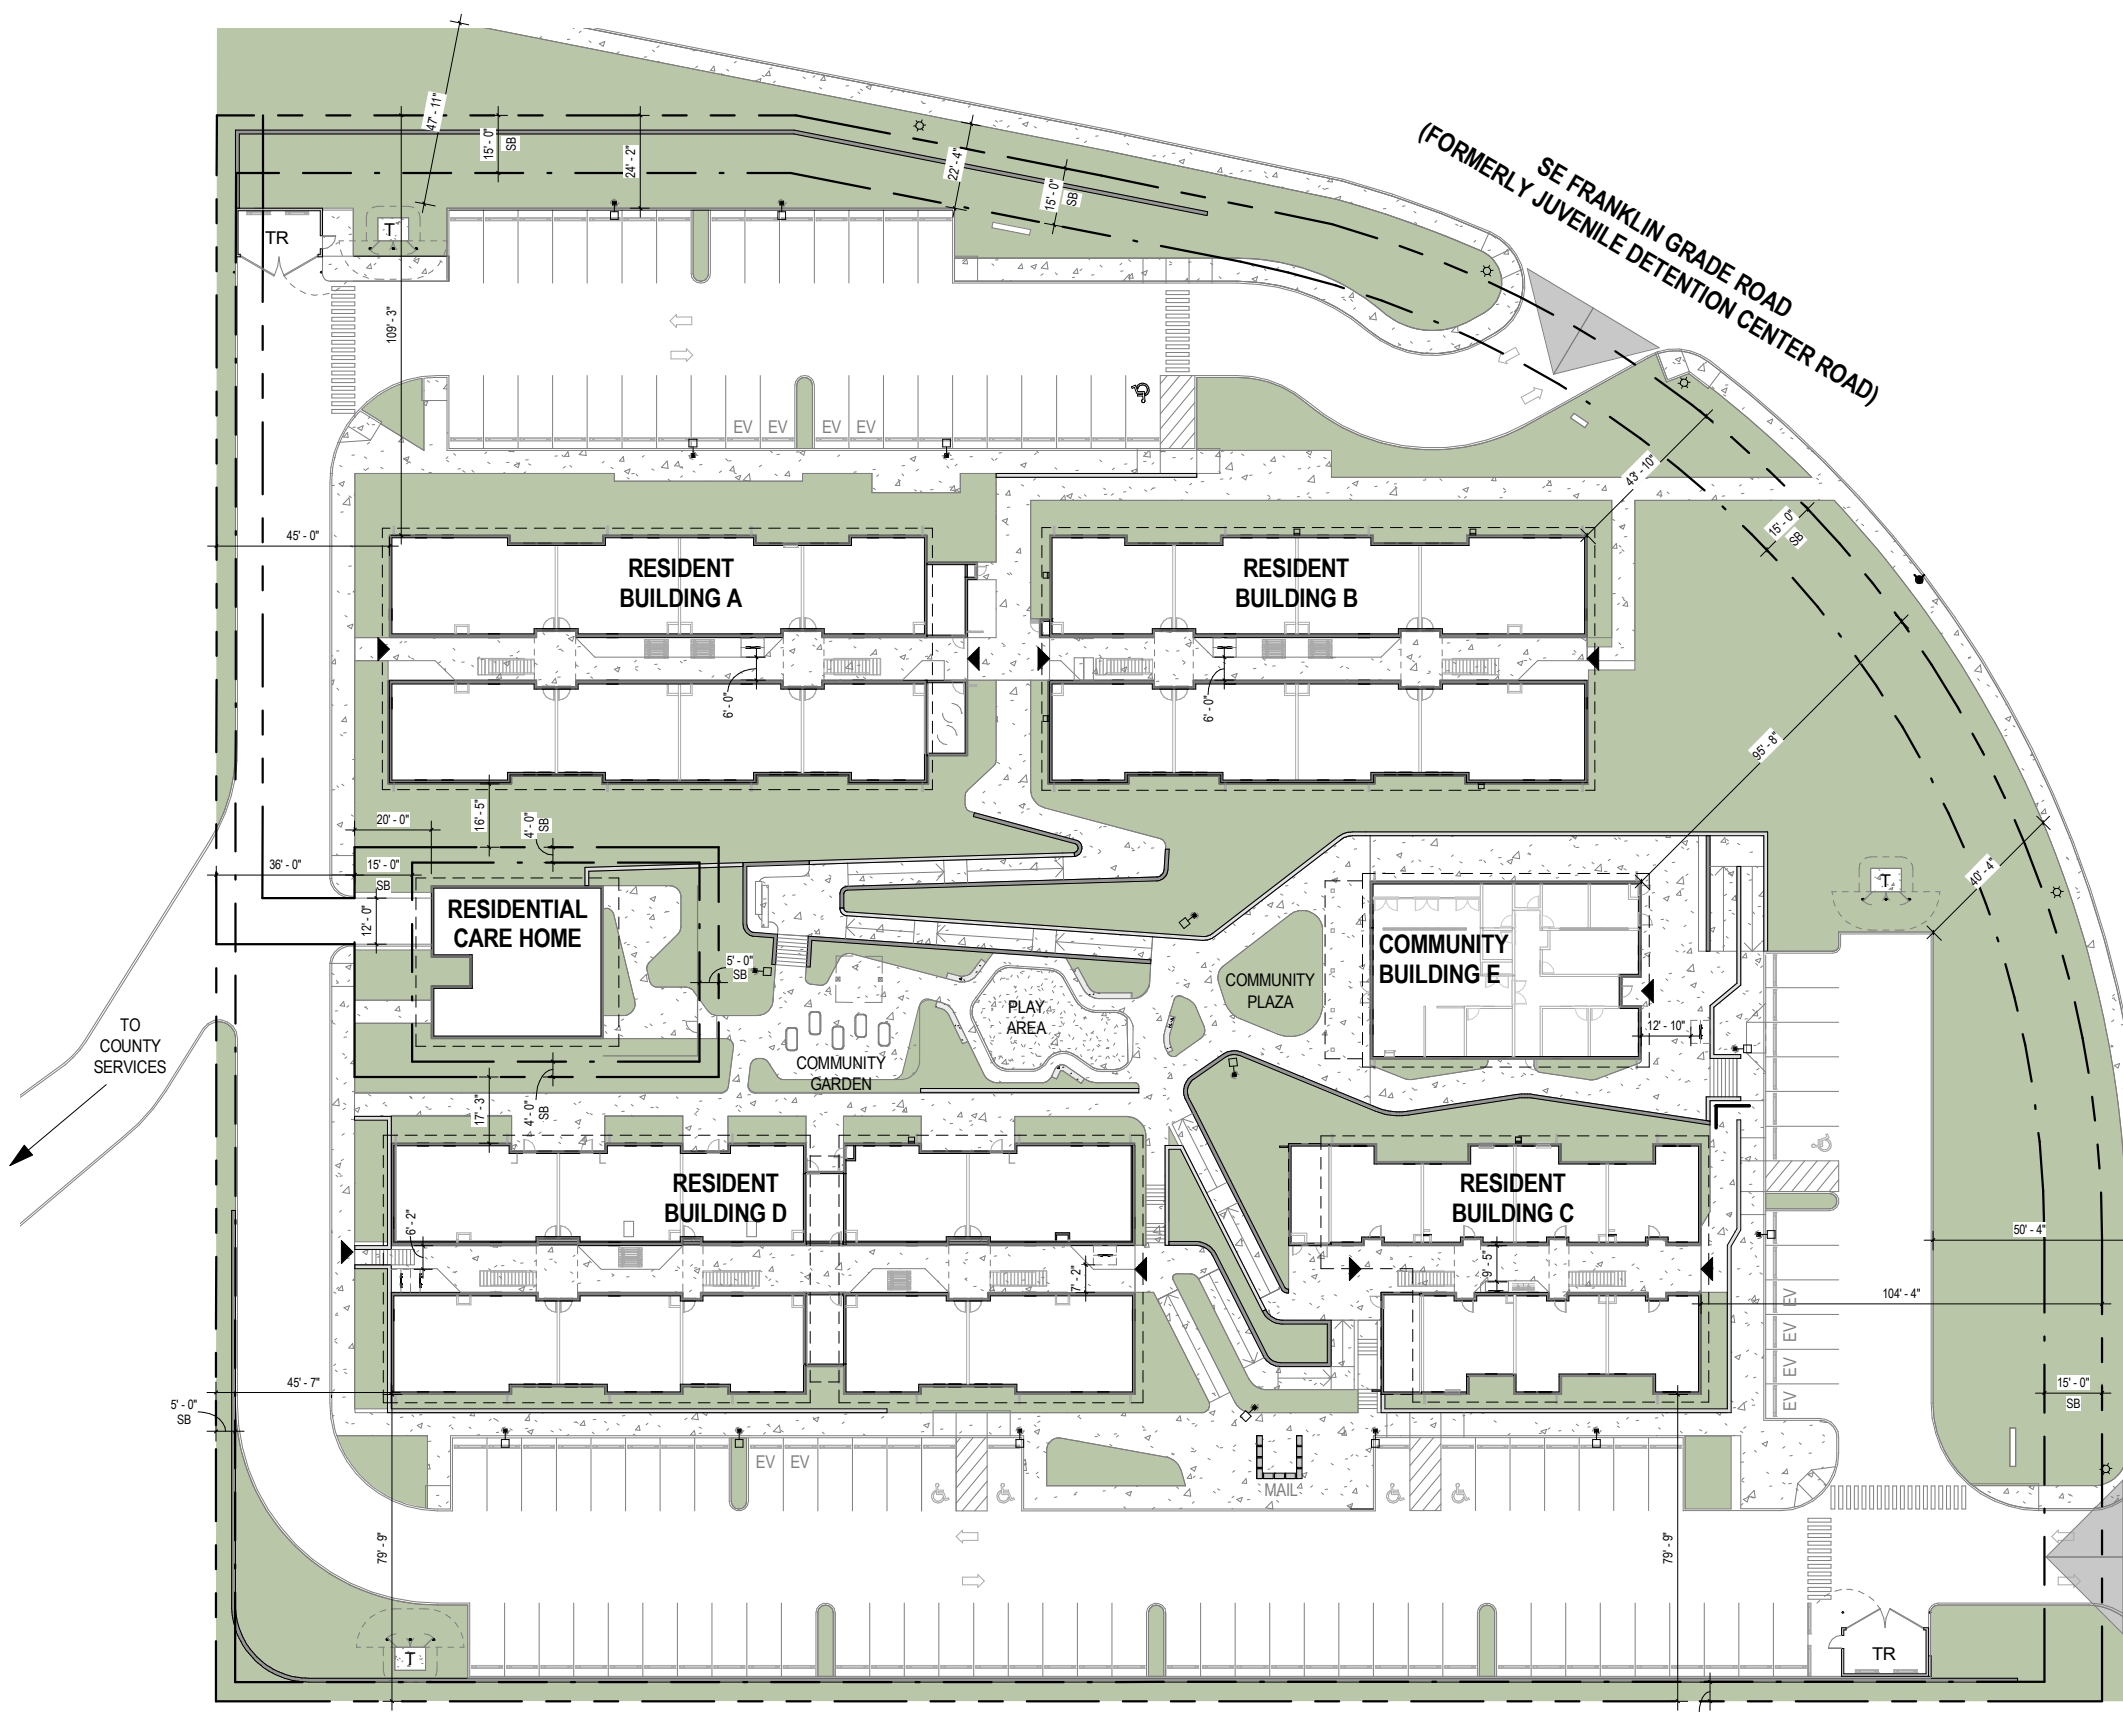 47' - 11"
15' - 0"
SB
24' - 2"
22' - 4"
15' - 0"
SB
SE FRANKLIN GRADE ROAD
(FORMERLY JUVENILE DETENTION CENTER ROAD)
TR
T
109' - 3"
EV
EV
EV
EV
43' - 10"
15' - 0"
SB
45' - 0"
RESIDENT
BUILDING A
RESIDENT
BUILDING B
6' - 0"
6' - 0"
95' - 8"
20' - 0"
16' - 5"
4' - 0"
SB
36' - 0"
15' - 0"
SB
12' - 0"
RESIDENTIAL
CARE HOME
5' - 0"
SB
COMMUNITY
PLAZA
COMMUNITY
BUILDING E
T
40' - 4"
PLAY
AREA
12' - 10"
TO
COUNTY
SERVICES
COMMUNITY
GARDEN
17' - 3"
4' - 0"
SB
RESIDENT
BUILDING D
RESIDENT
BUILDING C
6' - 2"
7' - 2"
9' - 5"
50' - 4"
104' - 4"
EV
EV
EV
EV
45' - 7"
15' - 0"
SB
5' - 0"
SB
EV
EV
MAIL
79' - 9"
79' - 9"
T
TR